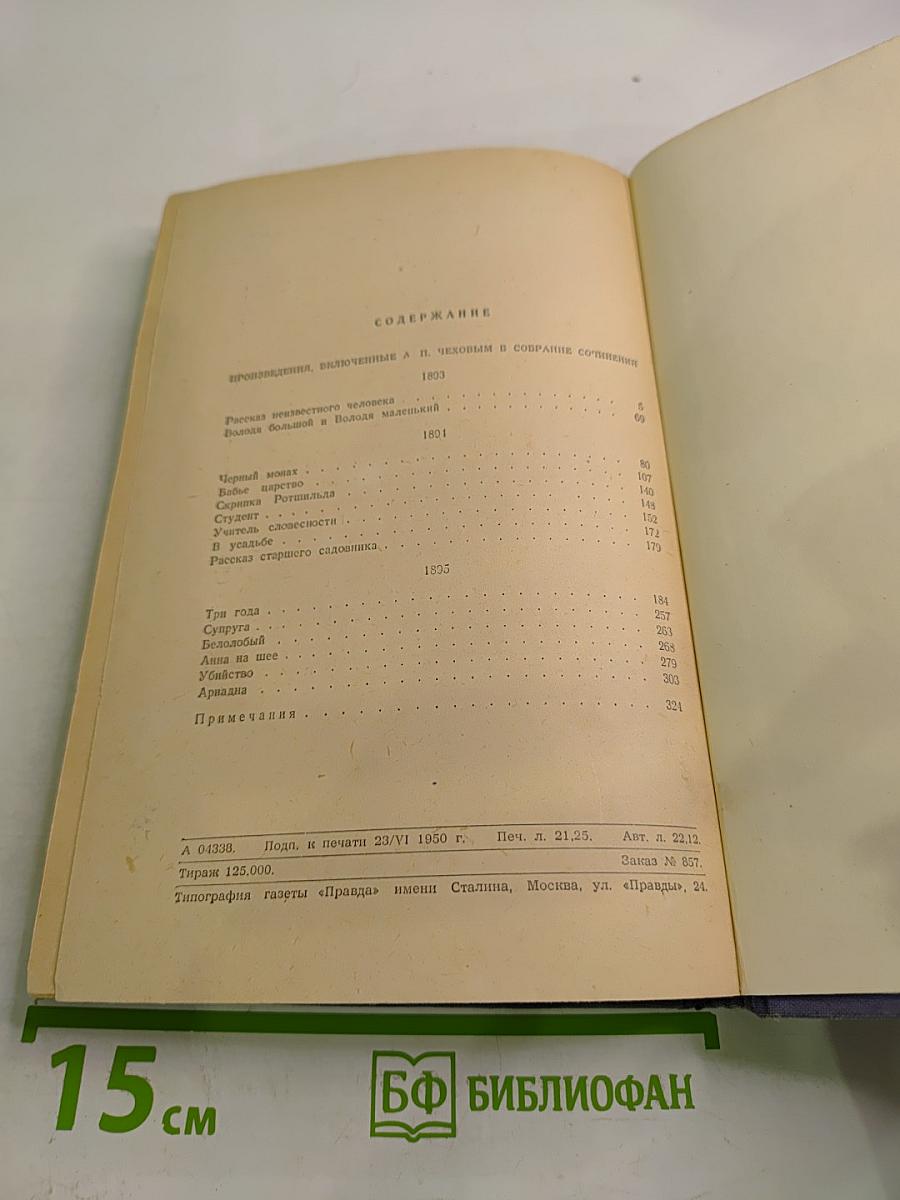 СОДЕРЖАНИЕ
ПРОИЗВЕДЕНИЯ, ВКЛЮЧЕННЫЕ А П. ЧЕХОВЫМ В СОБРАНИЕ СОЧИНЕНИЙ
1893
Рассказ неизвестного человека . . . . . . . . . . . . 5
Володя большой и Володя маленький . . . . . . . . . . 69
1894
Черный монах . . . . . . . . . . . . . . . . . 80
Бабье царство . . . . . . . . . . . . . . . . . 107
Скрипка Ротшильда . . . . . . . . . . . . . . . 140
Студент . . . . . . . . . . . . . . . . . . . 148
Учитель словесности . . . . . . . . . . . . . . 152
В усадьбе . . . . . . . . . . . . . . . . . . 172
Рассказ старшего садовника . . . . . . . . . . . . 179
1895
Три года . . . . . . . . . . . . . . . . . . 184
Супруга . . . . . . . . . . . . . . . . . . . 257
Белолобый . . . . . . . . . . . . . . . . . . 263
Анна на шее . . . . . . . . . . . . . . . . . 268
Убийство . . . . . . . . . . . . . . . . . . 279
Ариадна . . . . . . . . . . . . . . . . . . . 303
Примечания . . . . . . . . . . . . . . . . . 324
А 04338. Подп. к печати 23/VI 1950 г. Печ. л. 21,25. Авт. л. 22,12.
Тираж 125,000. Заказ № 857.
Типография газеты «Правда» имени Сталина, Москва, ул. «Правды», 24.
15 см БФ БИБЛИОФАН